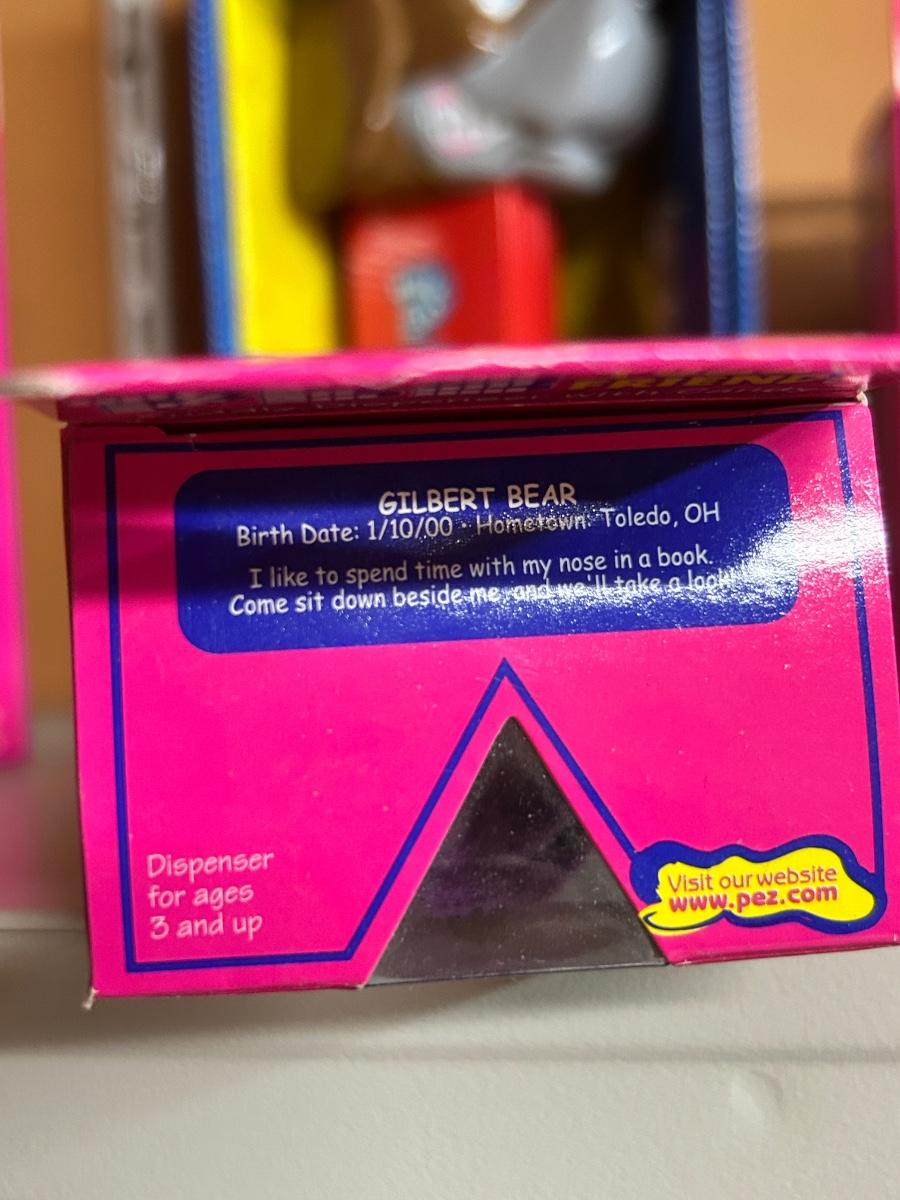 FRIEND
GILBERT BEAR
Birth Date: 1/10/00 · Hometown: Toledo, OH
I like to spend time with my nose in a book.
Come sit down beside me and we'll take a look!
Dispenser
for ages
3 and up
Visit our website
www.pez.com